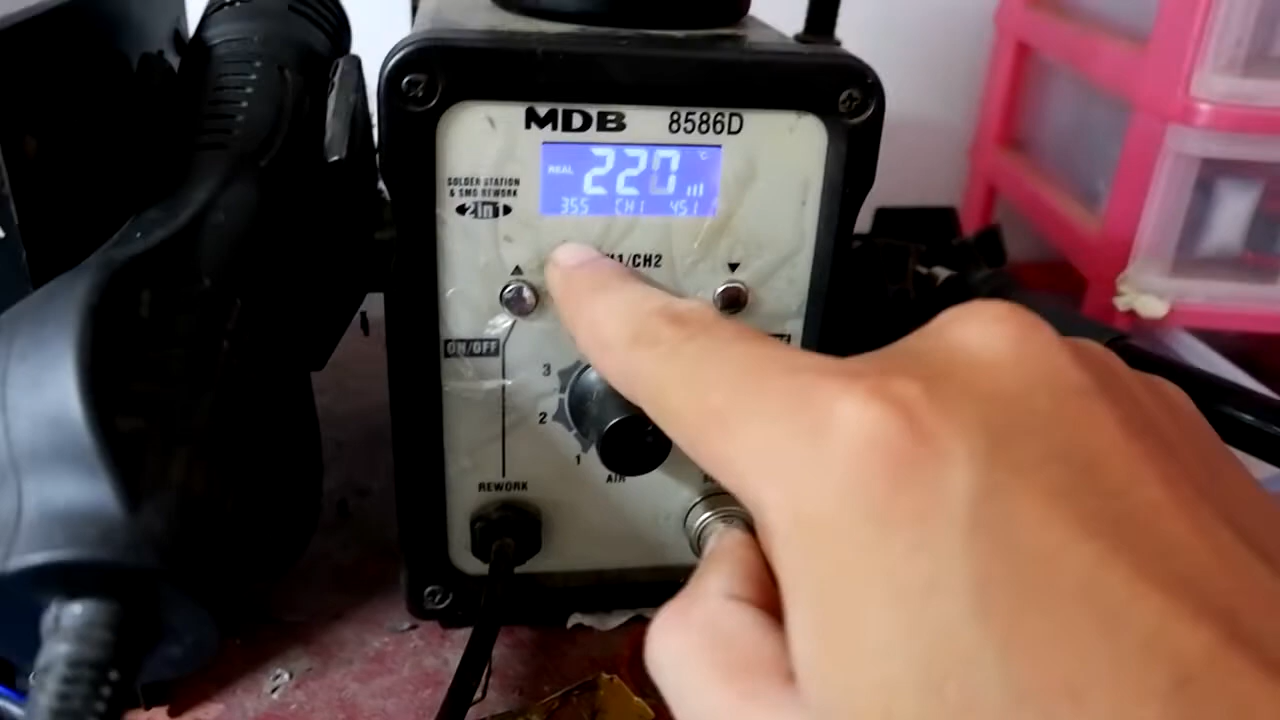 MDB 8586D
REAL 220 °C
355 CH1 451
SOLDER STATION
& SMD REWORK
2in1
CH1/CH2
▲ ▼
ON/OFF
3
2
1
AIR
REWORK